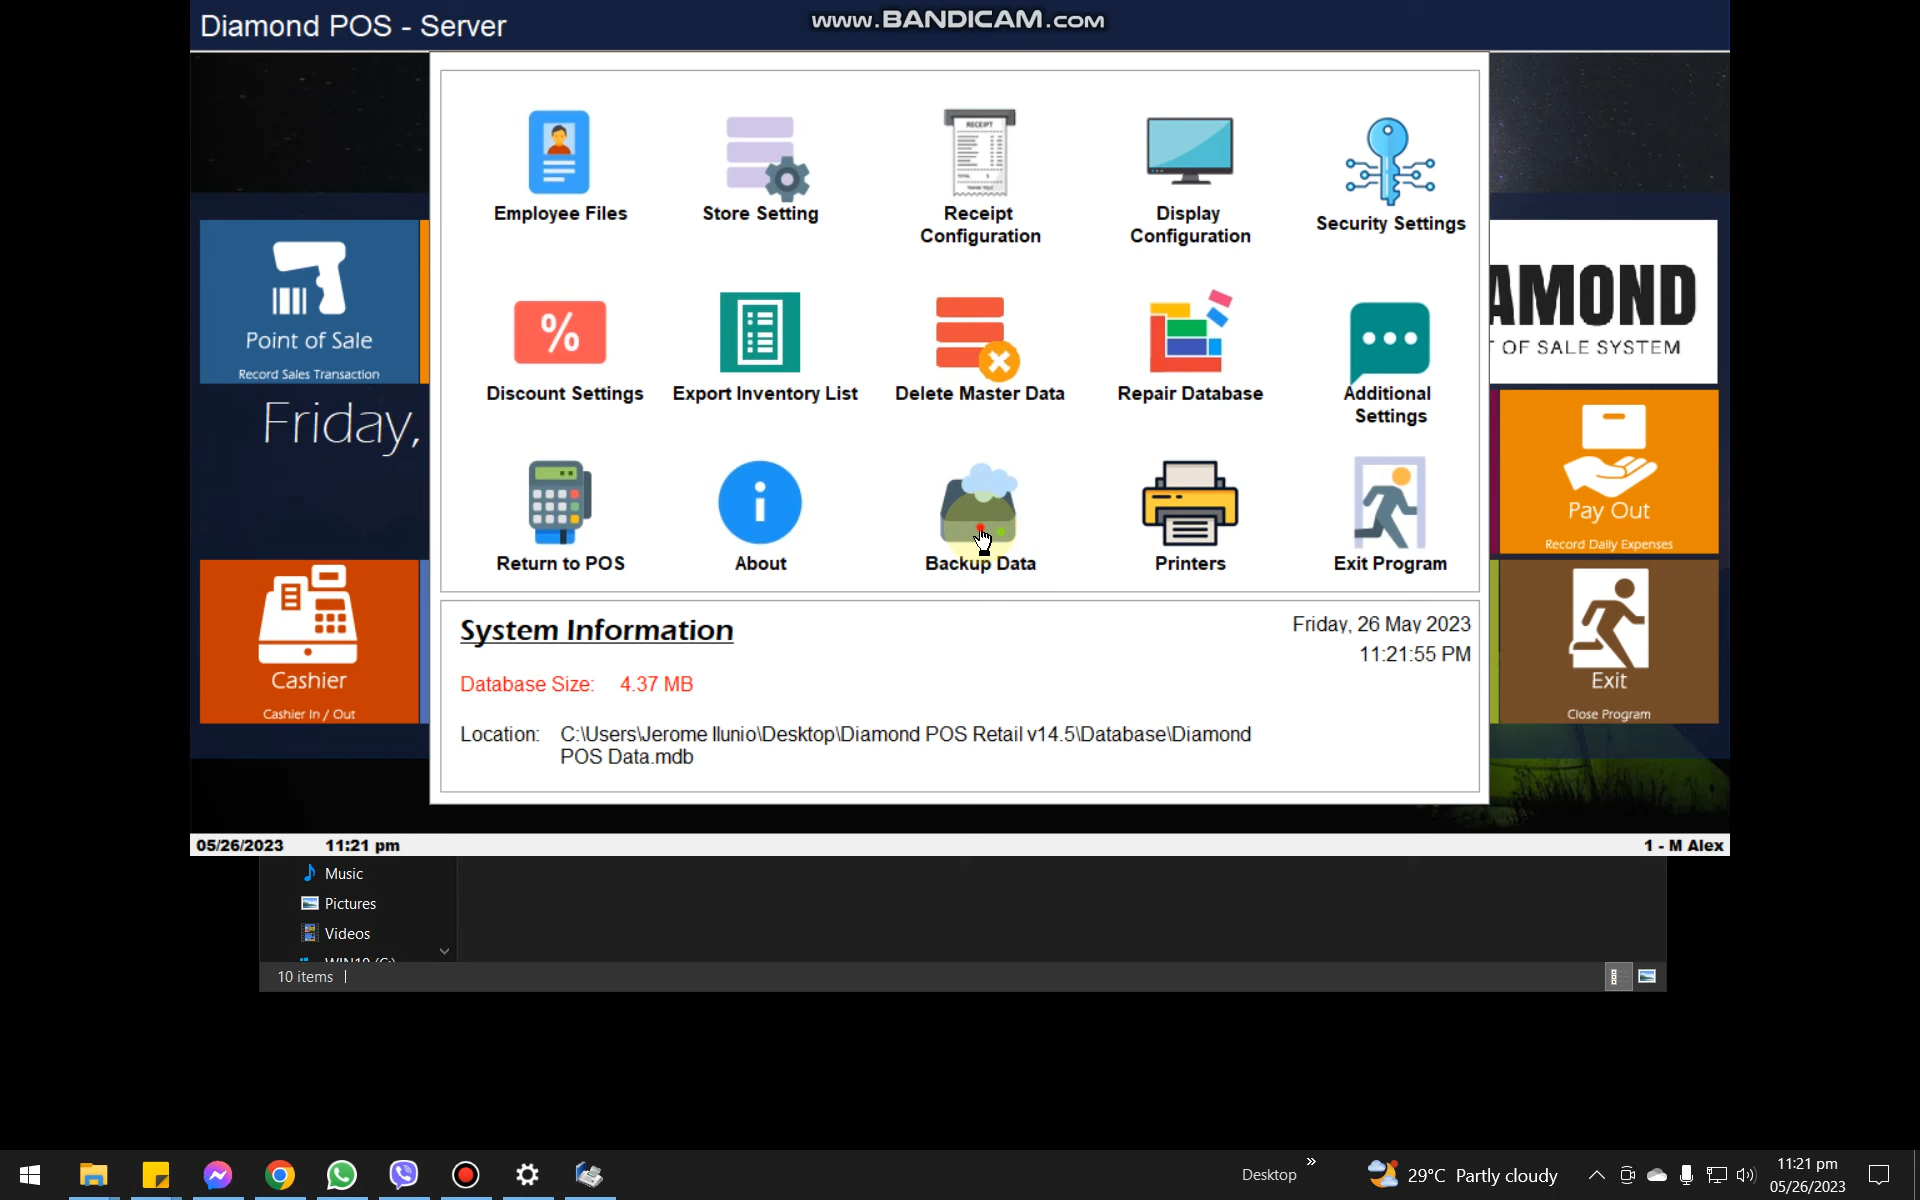 Diamond POS - Server
www.BANDICAM.com
Employee Files
Store Setting
Receipt
Configuration
Display
Configuration
Security Settings
RECEIPT
TOTAL
Discount Settings
Export Inventory List
Delete Master Data
Repair Database
Additional
Settings
Return to POS
About
Backup Data
Printers
Exit Program
Point of Sale
Record Sales Transaction
Friday,
Cashier
Cashier In / Out
AMOND
OF SALE SYSTEM
Pay Out
Record Daily Expenses
Exit
Close Program
System Information
Friday, 26 May 2023
11:21:55 PM
Database Size: 4.37 MB
Location: C:\Users\Jerome Ilunio\Desktop\Diamond POS Retail v14.5\Database\Diamond
POS Data.mdb
05/26/2023 11:21 pm
1 - M Alex
Music
Pictures
Videos
WIN10 (C:)
10 items
Desktop
29°C Partly cloudy
11:21 pm
05/26/2023